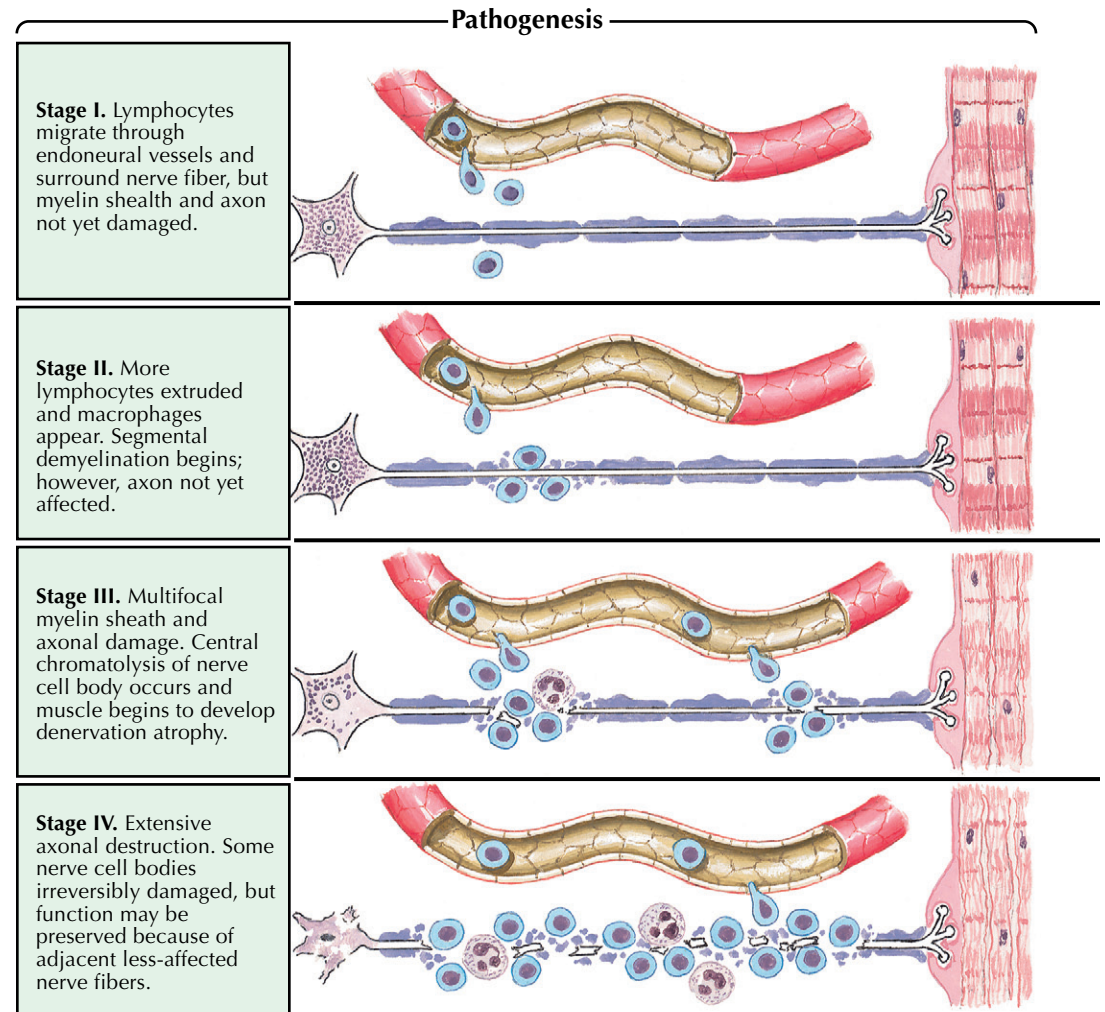 Pathogenesis
Stage I. Lymphocytes
migrate through
endoneural vessels and
surround nerve fiber, but
myelin shealth and axon
not yet damaged.
Stage II. More
lymphocytes extruded
and macrophages
appear. Segmental
demyelination begins;
however, axon not yet
affected.
Stage III. Multifocal
myelin sheath and
axonal damage. Central
chromatolysis of nerve
cell body occurs and
muscle begins to develop
denervation atrophy.
Stage IV. Extensive
axonal destruction. Some
nerve cell bodies
irreversibly damaged, but
function may be
preserved because of
adjacent less-affected
nerve fibers.